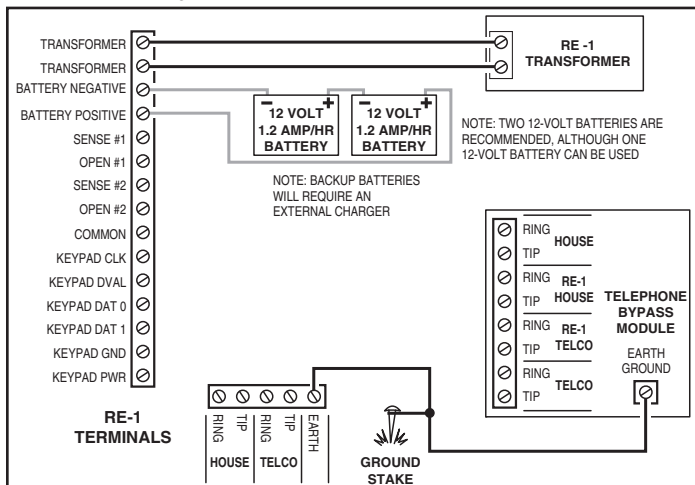 TRANSFORMER
TRANSFORMER
BATTERY NEGATIVE
BATTERY POSITIVE
SENSE #1
OPEN #1
SENSE #2
OPEN #2
COMMON
KEYPAD CLK
KEYPAD DVAL
KEYPAD DAT 0
KEYPAD DAT 1
KEYPAD GND
KEYPAD PWR
RE-1
TERMINALS
RE -1
TRANSFORMER
– +
12 VOLT
1.2 AMP/HR
BATTERY
– +
12 VOLT
1.2 AMP/HR
BATTERY
NOTE: TWO 12-VOLT BATTERIES ARE
RECOMMENDED, ALTHOUGH ONE
12-VOLT BATTERY CAN BE USED
NOTE: BACKUP BATTERIES
WILL REQUIRE AN
EXTERNAL CHARGER
RING
TIP
HOUSE
RING
TIP
RE-1
HOUSE
RING
TIP
RE-1
TELCO
RING
TIP
TELCO
TELEPHONE
BYPASS
MODULE
EARTH
GROUND
RING
TIP
RING
TIP
EARTH
HOUSE
TELCO
GROUND
STAKE